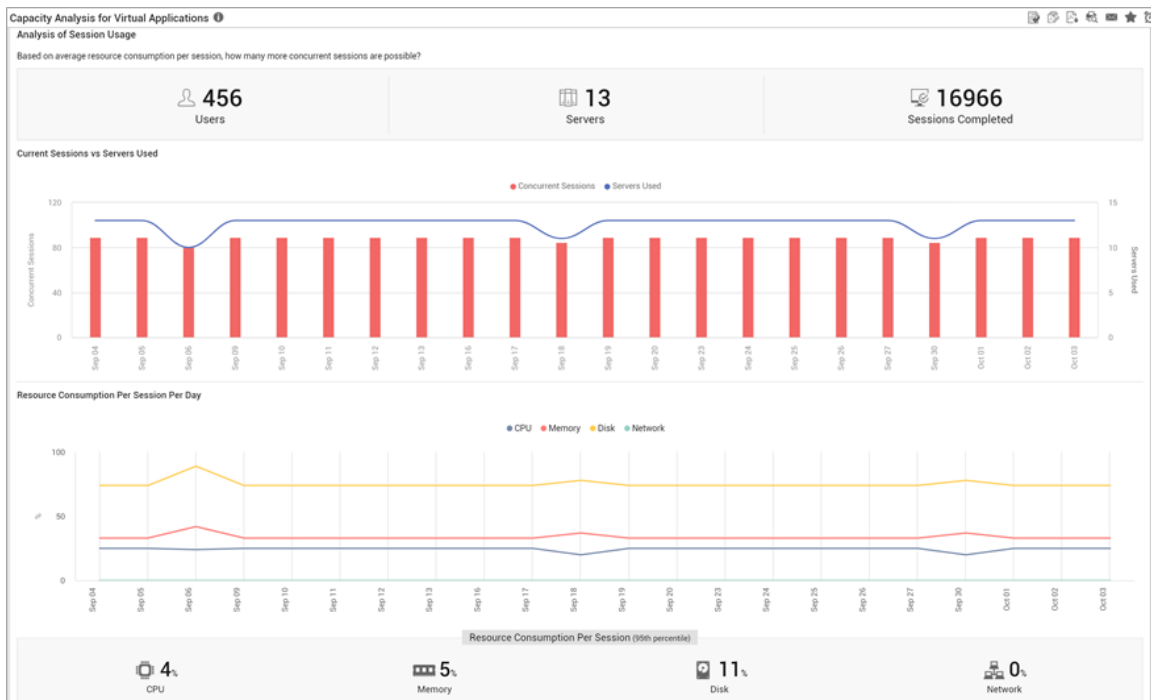 Capacity Analysis for Virtual Applications
Analysis of Session Usage
Based on average resource consumption per session, how many more concurrent sessions are possible?
456
Users
13
Servers
16966
Sessions Completed
Current Sessions vs Servers Used
Concurrent Sessions Servers Used
120
80
40
0
Concurrent Sessions
15
10
5
0
Servers Used
Sep 04 Sep 05 Sep 06 Sep 09 Sep 10 Sep 11 Sep 12 Sep 13 Sep 16 Sep 17 Sep 18 Sep 19 Sep 20 Sep 23 Sep 24 Sep 25 Sep 26 Sep 27 Sep 30 Oct 01 Oct 02 Oct 03
Resource Consumption Per Session Per Day
CPU Memory Disk Network
100
50
0
%
Sep 04 Sep 05 Sep 06 Sep 09 Sep 10 Sep 11 Sep 12 Sep 13 Sep 16 Sep 17 Sep 18 Sep 19 Sep 20 Sep 23 Sep 24 Sep 25 Sep 26 Sep 27 Sep 30 Oct 01 Oct 02 Oct 03
Resource Consumption Per Session (95th percentile)
4%
CPU
5%
Memory
11%
Disk
0%
Network